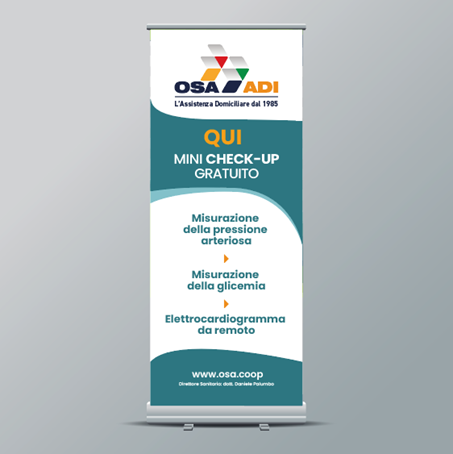 OSA ADI
L'Assistenza Domiciliare dal 1985
QUI
MINI CHECK-UP
GRATUITO
Misurazione
della pressione
arteriosa
Misurazione
della glicemia
Elettrocardiogramma
da remoto
www.osa.coop
Direttore Sanitario: dott. Daniele Palumbo